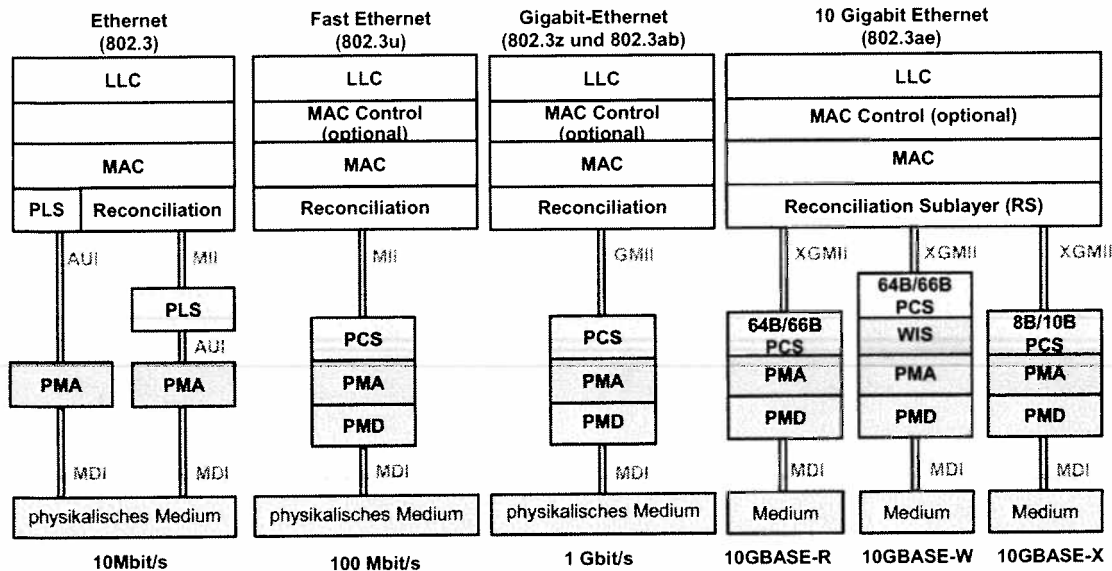 Ethernet
(802.3)
Fast Ethernet
(802.3u)
Gigabit-Ethernet
(802.3z und 802.3ab)
10 Gigabit Ethernet
(802.3ae)
LLC
LLC
LLC
LLC
MAC Control
(optional)
MAC Control
(optional)
MAC Control (optional)
MAC
MAC
MAC
MAC
PLS
Reconciliation
Reconciliation
Reconciliation
Reconciliation Sublayer (RS)
AUI
MII
MII
GMII
XGMII
XGMII
XGMII
PLS
AUI
PMA
PMA
PCS
PMA
PMD
PCS
PMA
PMD
64B/66B
PCS
PMA
PMD
64B/66B
PCS
WIS
PMA
PMD
8B/10B
PCS
PMA
PMD
MDI
MDI
MDI
MDI
MDI
MDI
MDI
physikalisches Medium
physikalisches Medium
physikalisches Medium
Medium
Medium
Medium
10Mbit/s
100 Mbit/s
1 Gbit/s
10GBASE-R
10GBASE-W
10GBASE-X